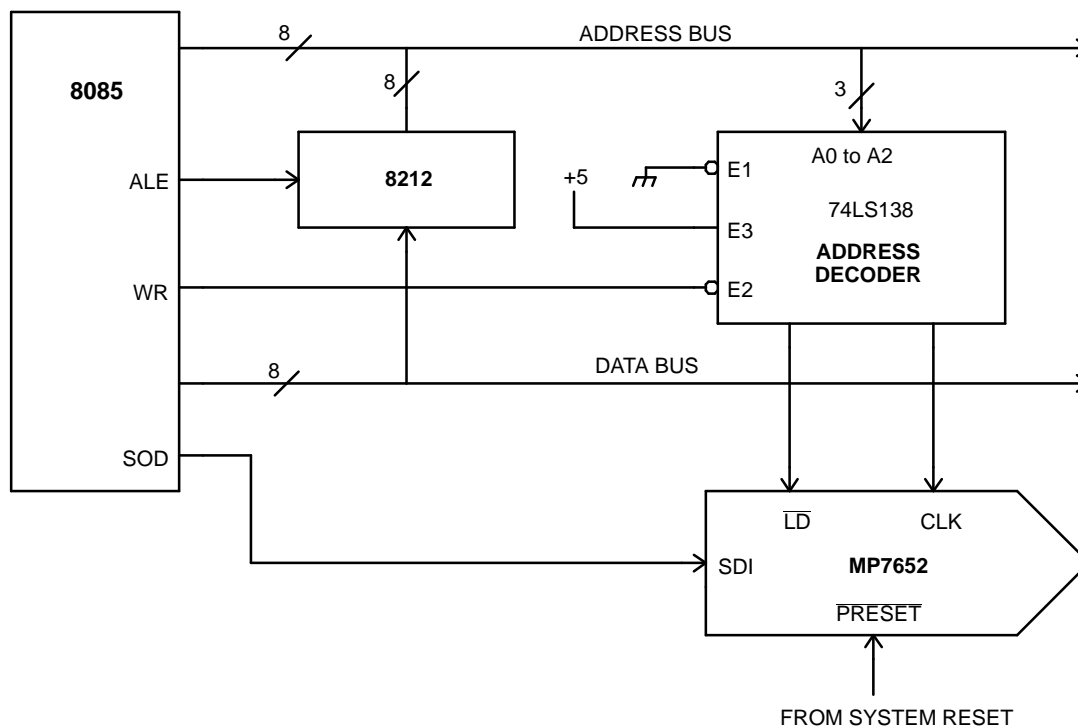 8
ADDRESS BUS
8085
8
3
A0 to A2
ALE
8212
+5
E1
74LS138
E3
ADDRESS
DECODER
WR
E2
8
DATA BUS
SOD
LD
CLK
SDI
MP7652
PRESET
FROM SYSTEM RESET